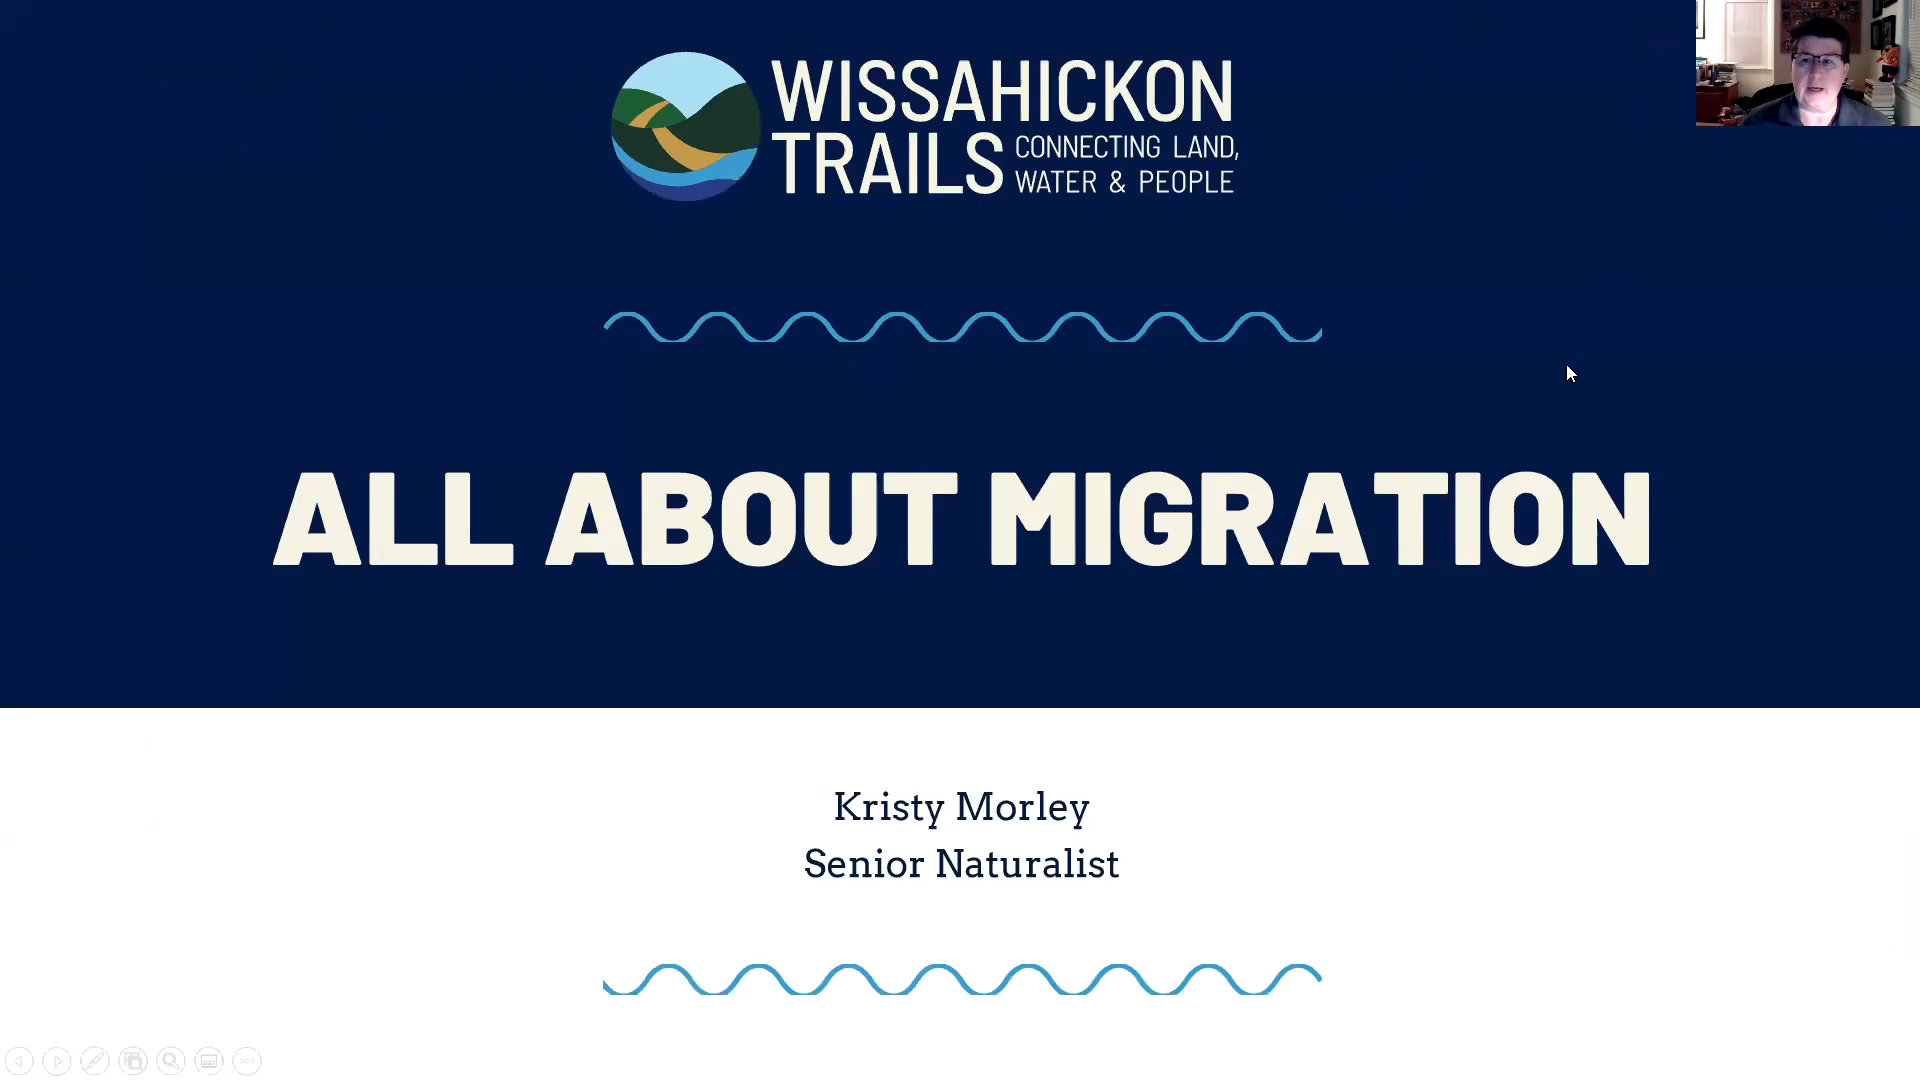 WISSAHICKON
TRAILS CONNECTING LAND,
WATER & PEOPLE
ALL ABOUT MIGRATION
Kristy Morley
Senior Naturalist